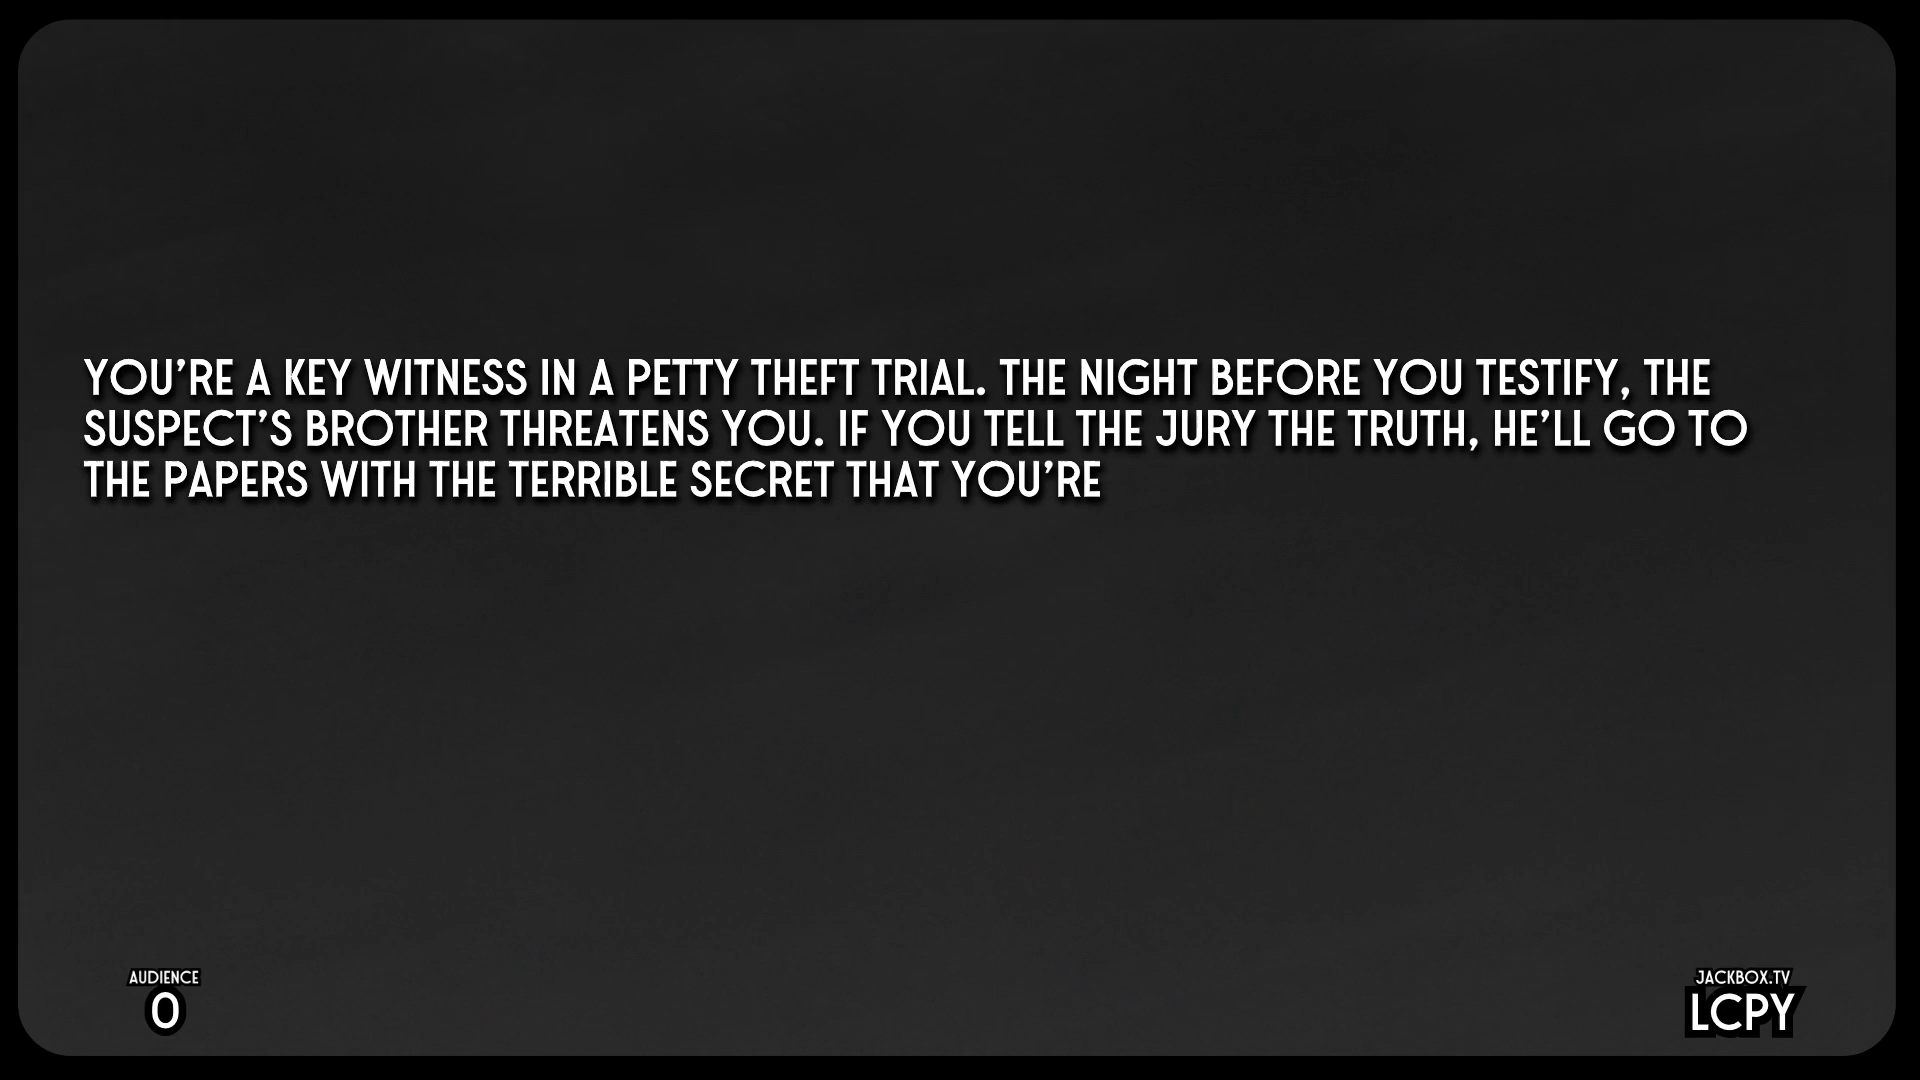 YOU’RE A KEY WITNESS IN A PETTY THEFT TRIAL. THE NIGHT BEFORE YOU TESTIFY, THE
SUSPECT’S BROTHER THREATENS YOU. IF YOU TELL THE JURY THE TRUTH, HE’LL GO TO
THE PAPERS WITH THE TERRIBLE SECRET THAT YOU’RE
AUDIENCE
0
JACKBOX.TV
LCPY